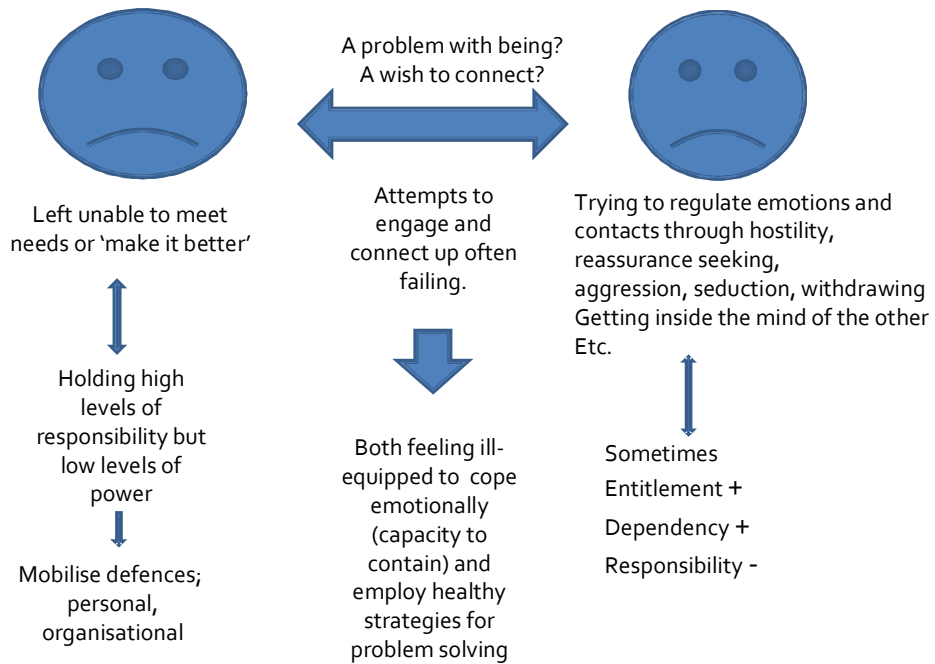 A problem with being?
A wish to connect?
Left unable to meet
needs or ‘make it better’
Holding high
levels of
responsibility but
low levels of
power
Mobilise defences;
personal,
organisational
Attempts to
engage and
connect up often
failing.
Both feeling ill-
equipped to cope
emotionally
(capacity to
contain) and
employ healthy
strategies for
problem solving
Trying to regulate emotions and
contacts through hostility,
reassurance seeking,
aggression, seduction, withdrawing
Getting inside the mind of the other
Etc.
Sometimes
Entitlement +
Dependency +
Responsibility -